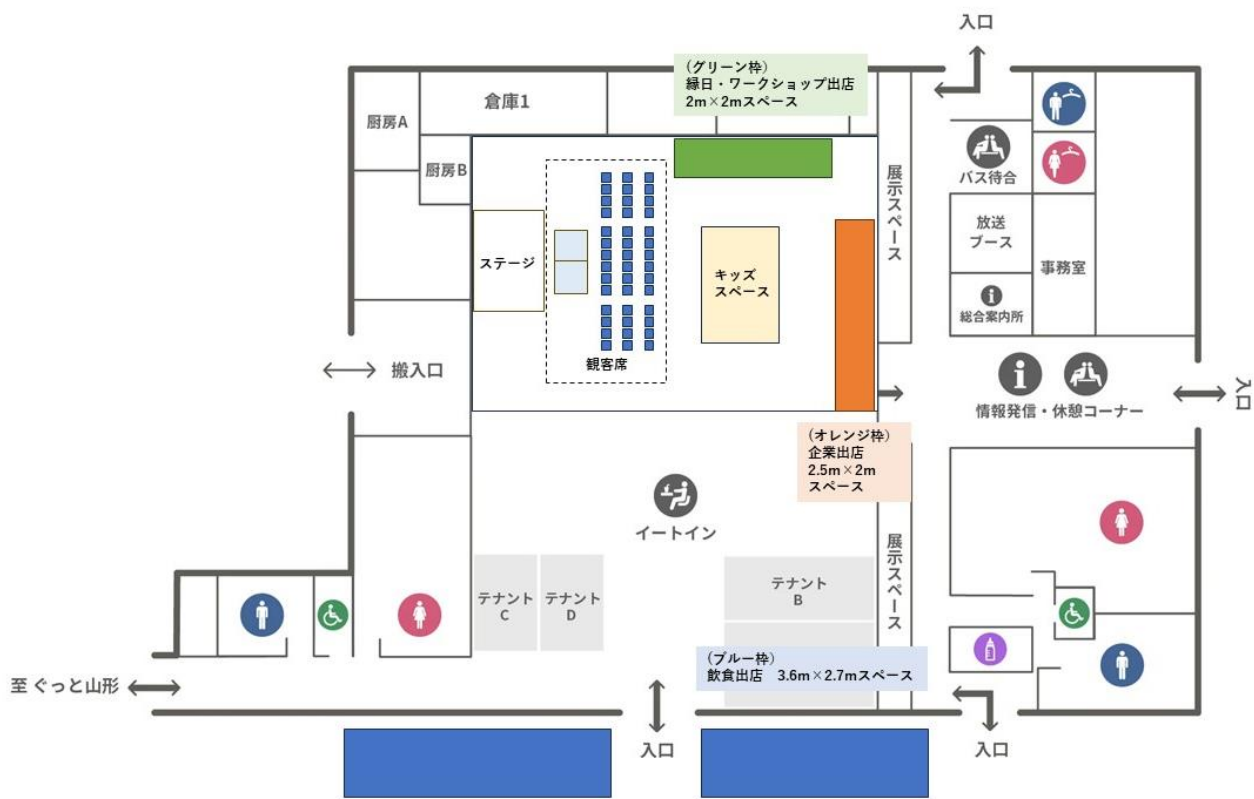 入口
(グリーン枠)
縁日・ワークショップ出店
2m×2mスペース
倉庫1
厨房A
厨房B
展示スペース
バス待合
放送
ブース
事務室
総合案内所
ステージ
キッズ
スペース
観客席
搬入口
情報発信・休憩コーナー
入口
(オレンジ枠)
企業出店
2.5m×2m
スペース
イートイン
展示スペース
テナント
C
テナント
D
テナント
B
(ブルー枠)
飲食出店 3.6m×2.7mスペース
至 ぐっと山形
入口
入口